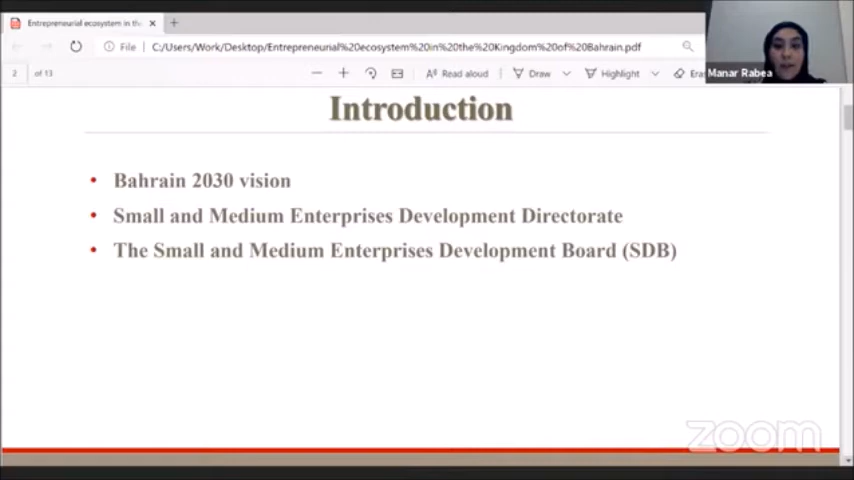 Entrepreneurial ecosystem in the
File C:/Users/Work/Desktop/Entrepreneurial%20ecosystem%20in%20the%20Kingdom%20of%20Bahrain.pdf
Manar Rabea
2 of 13 Read aloud Draw Highlight
Introduction
• Bahrain 2030 vision
• Small and Medium Enterprises Development Directorate
• The Small and Medium Enterprises Development Board (SDB)
zoom